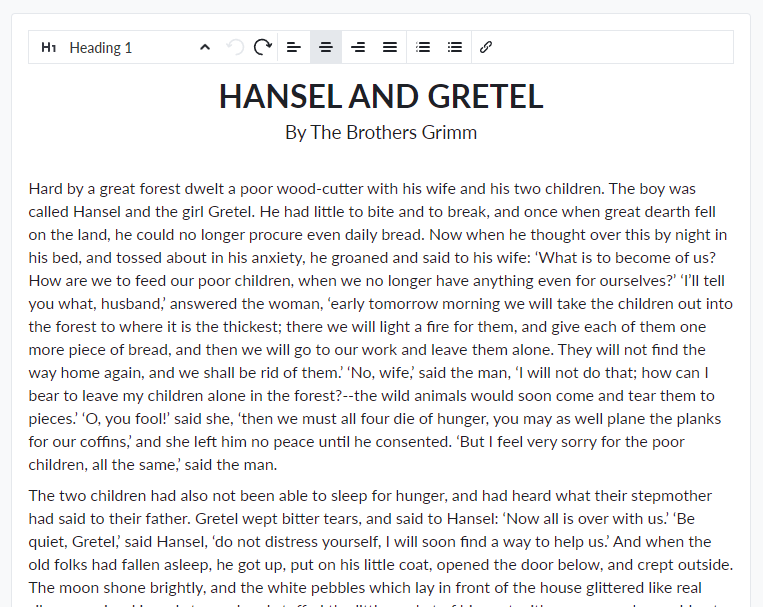 H1 Heading 1
HANSEL AND GRETEL
By The Brothers Grimm
Hard by a great forest dwelt a poor wood-cutter with his wife and his two children. The boy was
called Hansel and the girl Gretel. He had little to bite and to break, and once when great dearth fell
on the land, he could no longer procure even daily bread. Now when he thought over this by night in
his bed, and tossed about in his anxiety, he groaned and said to his wife: ‘What is to become of us?
How are we to feed our poor children, when we no longer have anything even for ourselves?’ ‘I’ll tell
you what, husband,’ answered the woman, ‘early tomorrow morning we will take the children out into
the forest to where it is the thickest; there we will light a fire for them, and give each of them one
more piece of bread, and then we will go to our work and leave them alone. They will not find the
way home again, and we shall be rid of them.’ ‘No, wife,’ said the man, ‘I will not do that; how can I
bear to leave my children alone in the forest?--the wild animals would soon come and tear them to
pieces.’ ‘O, you fool!’ said she, ‘then we must all four die of hunger, you may as well plane the planks
for our coffins,’ and she left him no peace until he consented. ‘But I feel very sorry for the poor
children, all the same,’ said the man.
The two children had also not been able to sleep for hunger, and had heard what their stepmother
had said to their father. Gretel wept bitter tears, and said to Hansel: ‘Now all is over with us.’ ‘Be
quiet, Gretel,’ said Hansel, ‘do not distress yourself, I will soon find a way to help us.’ And when the
old folks had fallen asleep, he got up, put on his little coat, opened the door below, and crept outside.
The moon shone brightly, and the white pebbles which lay in front of the house glittered like real